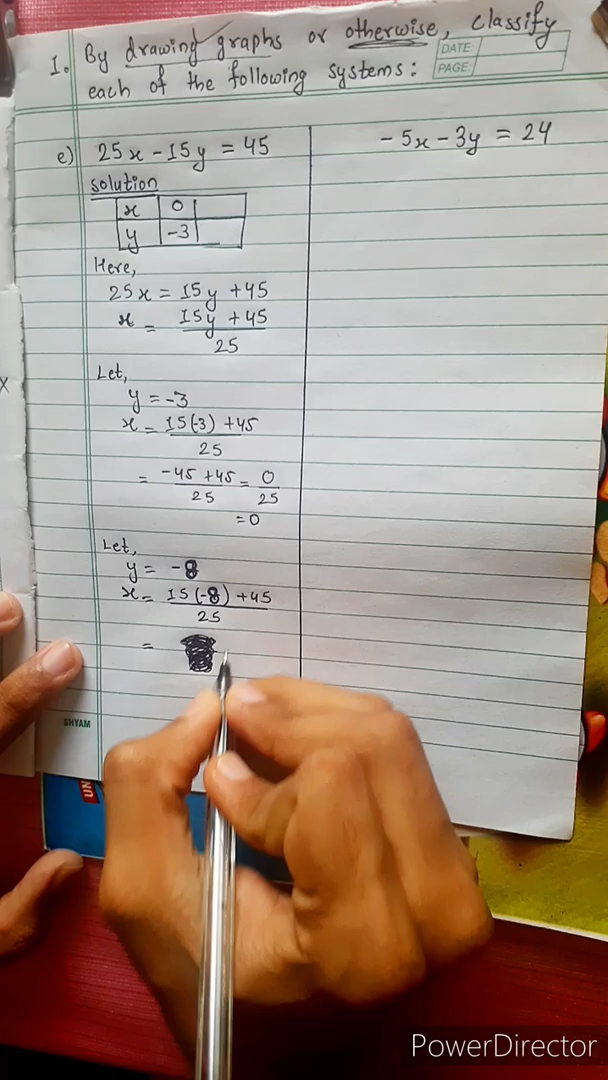 1. By drawing graphs or otherwise, classify
each of the following systems:
DATE:
PAGE:
e) 25x - 15y = 45
-5x - 3y = 24
solution
x 0
y -3
Here,
25x = 15y + 45
x = 15y + 45
25
Let,
y = -3
x = 15(-3) + 45
25
= -45 + 45 = 0
25 25
= 0
Let,
y = -8
x = 15(-8) + 45
25
=
SHYAM
UN
PowerDirector